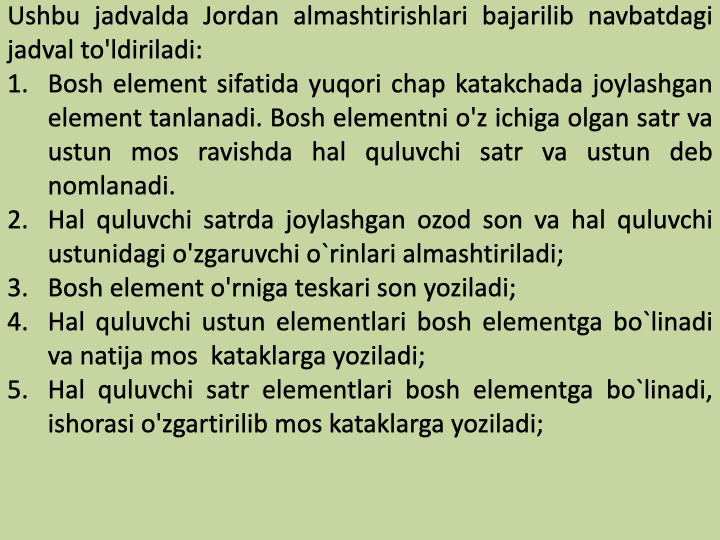 Ushbu jadvalda Jordan almashtirishlari bajarilib navbatdagi
jadval to'ldiriladi:
1. Bosh element sifatida yuqori chap katakchada joylashgan
element tanlanadi. Bosh elementni o'z ichiga olgan satr va
ustun mos ravishda hal quluvchi satr va ustun deb
nomlanadi.
2. Hal quluvchi satrda joylashgan ozod son va hal quluvchi
ustunidagi o'zgaruvchi o`rinlari almashtiriladi;
3. Bosh element o'rniga teskari son yoziladi;
4. Hal quluvchi ustun elementlari bosh elementga bo`linadi
va natija mos  kataklarga yoziladi;
5. Hal quluvchi satr elementlari bosh elementga bo`linadi,
ishorasi o'zgartirilib mos kataklarga yoziladi;